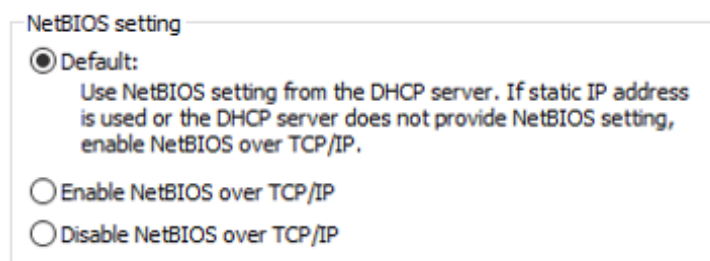 NetBIOS setting
Default:
Use NetBIOS setting from the DHCP server. If static IP address
is used or the DHCP server does not provide NetBIOS setting,
enable NetBIOS over TCP/IP.
Enable NetBIOS over TCP/IP
Disable NetBIOS over TCP/IP